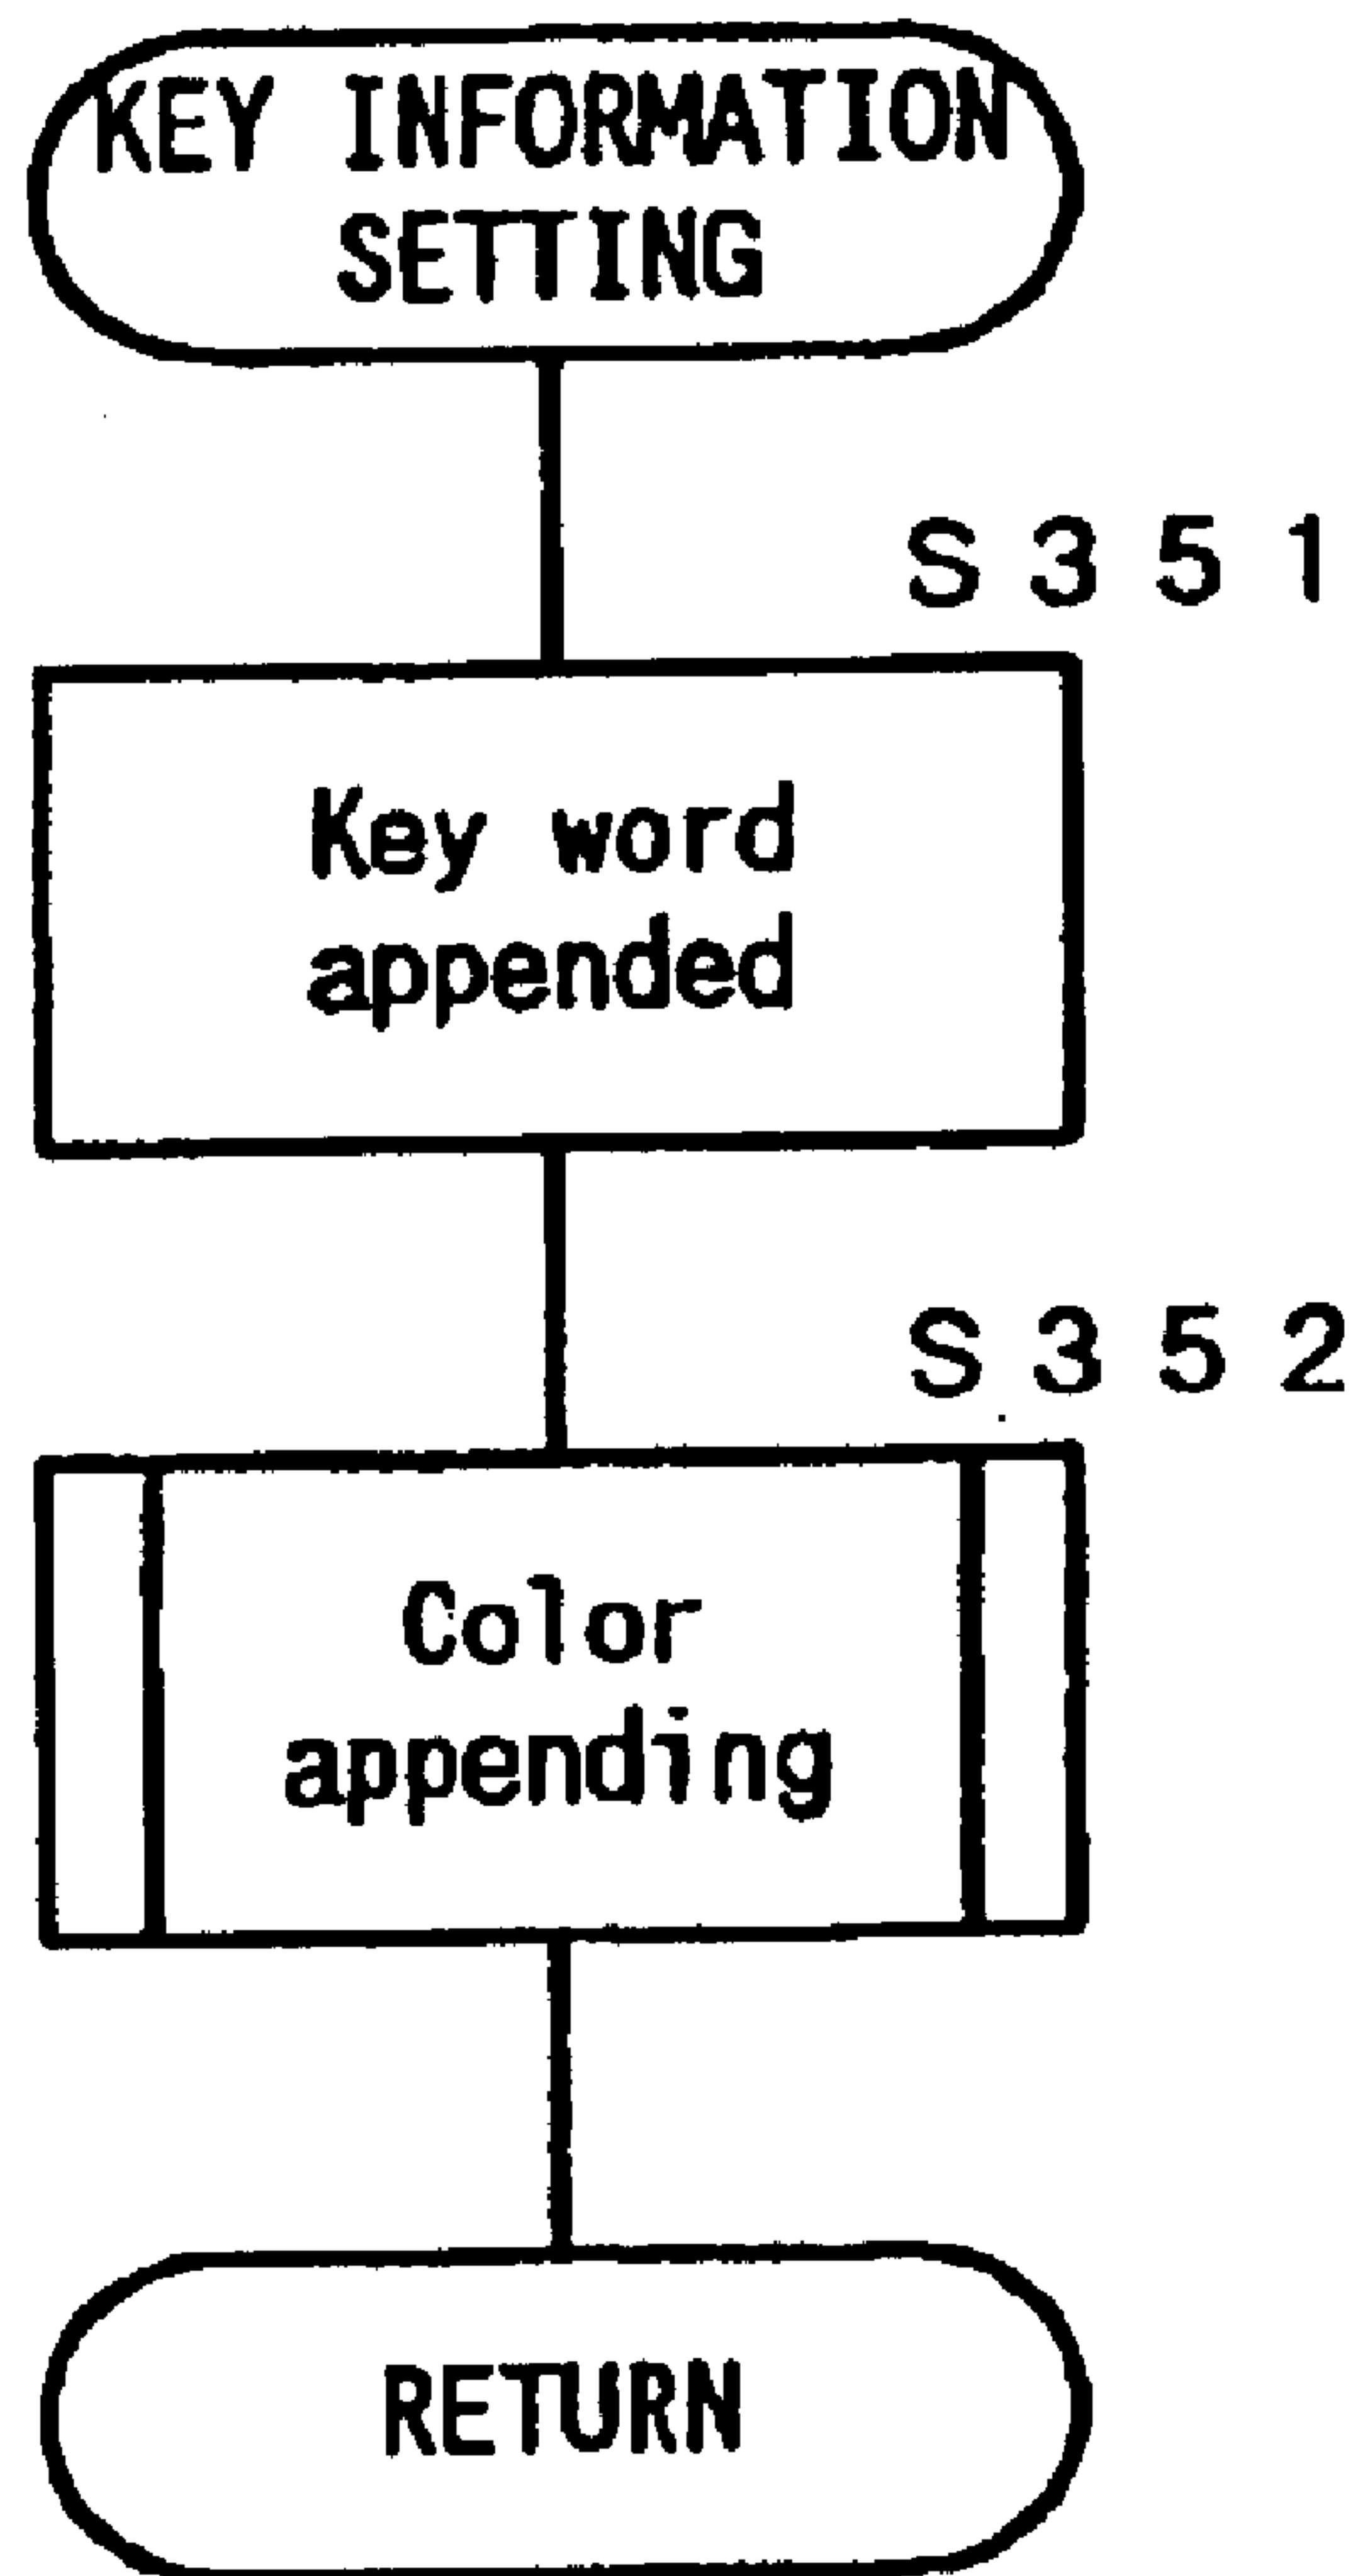 KEY INFORMATION
SETTING
S351
Key word
appended
S352
Color
appending
RETURN